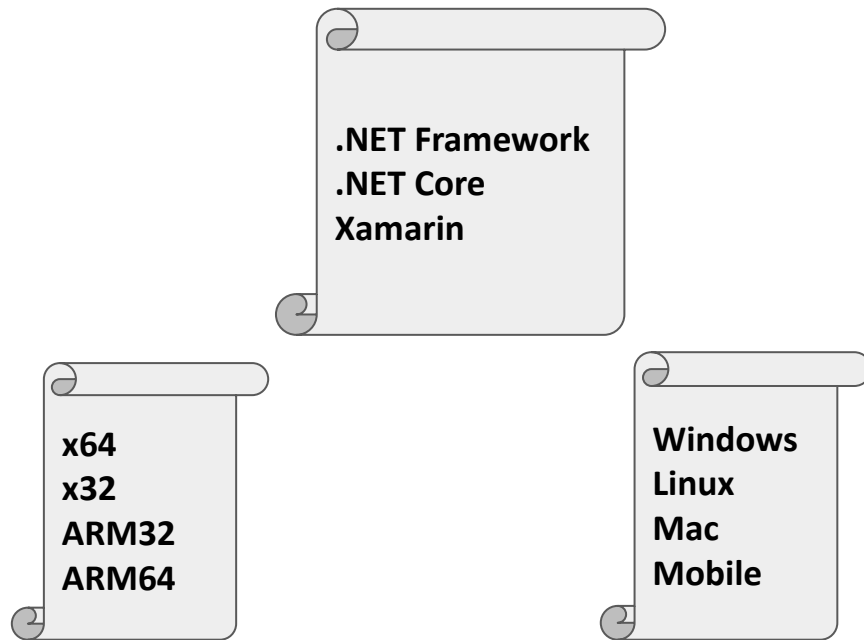 .NET Framework
.NET Core
Xamarin
x64
x32
ARM32
ARM64
Windows
Linux
Mac
Mobile